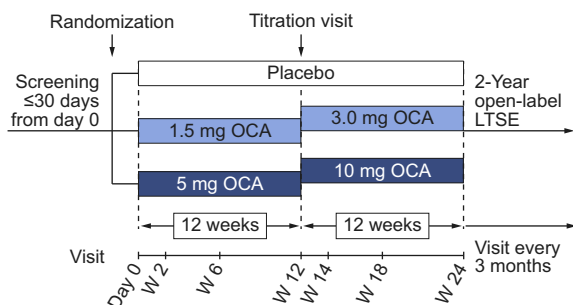 Randomization
Titration visit
Screening
≤30 days
from day 0
Placebo
1.5 mg OCA
3.0 mg OCA
5 mg OCA
10 mg OCA
2-Year
open-label
LTSE
12 weeks
12 weeks
Visit
Day 0
W 2
W 6
W 12
W 14
W 18
W 24
Visit every
3 months